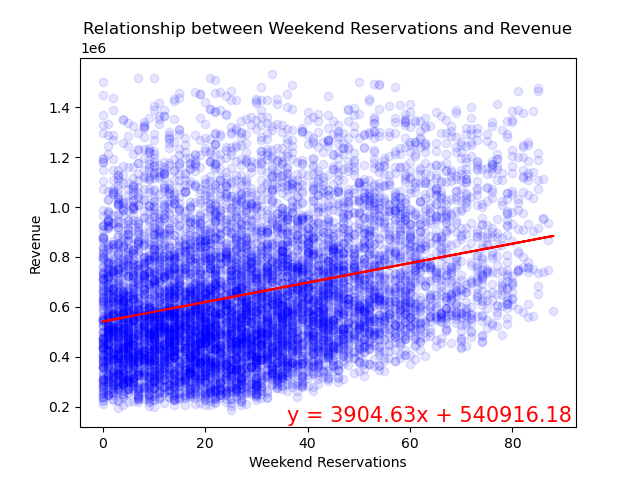 Relationship between Weekend Reservations and Revenue
1e6
1.4
1.2
1.0
0.8
0.6
0.4
0.2
Revenue
y = 3904.63x + 540916.18
0 20 40 60 80
Weekend Reservations